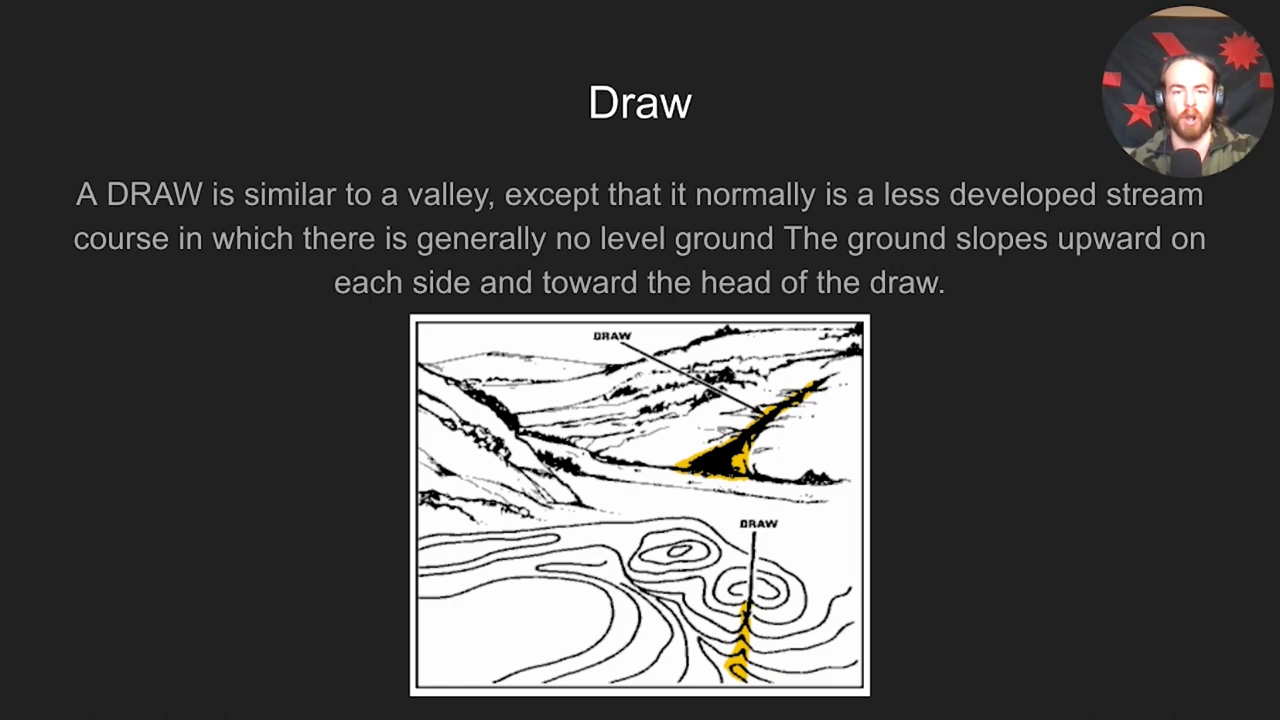 Draw
A DRAW is similar to a valley, except that it normally is a less developed stream
course in which there is generally no level ground The ground slopes upward on
each side and toward the head of the draw.
DRAW
DRAW